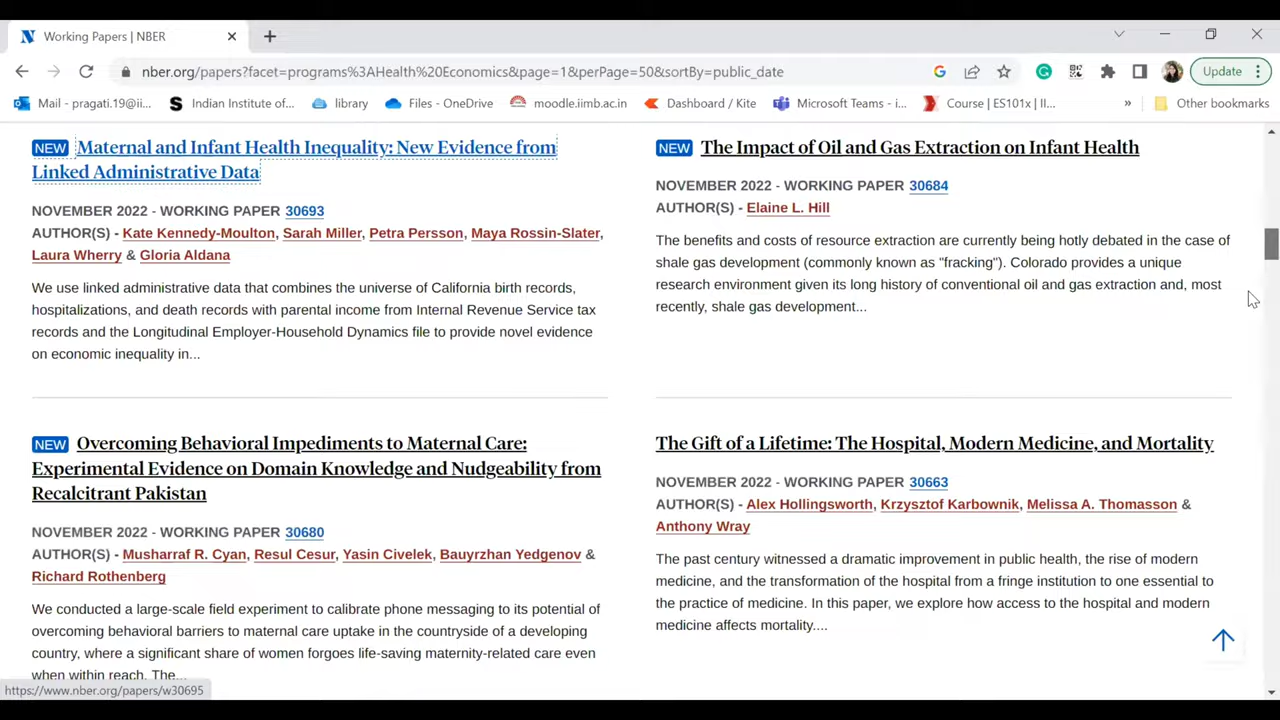 Working Papers | NBER
nber.org/papers?facet=programs%3AHealth%20Economics&page=1&perPage=50&sortBy=public_date
Update
Mail - pragati.19@ii...
Indian Institute of...
library
Files - OneDrive
moodle.iimb.ac.in
Dashboard / Kite
Microsoft Teams - i...
Course | ES101x | II...
»
Other bookmarks
NEW Maternal and Infant Health Inequality: New Evidence from
Linked Administrative Data
NOVEMBER 2022 - WORKING PAPER 30693
AUTHOR(S) - Kate Kennedy-Moulton, Sarah Miller, Petra Persson, Maya Rossin-Slater,
Laura Wherry & Gloria Aldana
We use linked administrative data that combines the universe of California birth records,
hospitalizations, and death records with parental income from Internal Revenue Service tax
records and the Longitudinal Employer-Household Dynamics file to provide novel evidence
on economic inequality in...
NEW The Impact of Oil and Gas Extraction on Infant Health
NOVEMBER 2022 - WORKING PAPER 30684
AUTHOR(S) - Elaine L. Hill
The benefits and costs of resource extraction are currently being hotly debated in the case of
shale gas development (commonly known as "fracking"). Colorado provides a unique
research environment given its long history of conventional oil and gas extraction and, most
recently, shale gas development...
NEW Overcoming Behavioral Impediments to Maternal Care:
Experimental Evidence on Domain Knowledge and Nudgeability from
Recalcitrant Pakistan
NOVEMBER 2022 - WORKING PAPER 30680
AUTHOR(S) - Musharraf R. Cyan, Resul Cesur, Yasin Civelek, Bauyrzhan Yedgenov &
Richard Rothenberg
We conducted a large-scale field experiment to calibrate phone messaging to its potential of
overcoming behavioral barriers to maternal care uptake in the countryside of a developing
country, where a significant share of women forgoes life-saving maternity-related care even
when within reach. The...
The Gift of a Lifetime: The Hospital, Modern Medicine, and Mortality
NOVEMBER 2022 - WORKING PAPER 30663
AUTHOR(S) - Alex Hollingsworth, Krzysztof Karbownik, Melissa A. Thomasson &
Anthony Wray
The past century witnessed a dramatic improvement in public health, the rise of modern
medicine, and the transformation of the hospital from a fringe institution to one essential to
the practice of medicine. In this paper, we explore how access to the hospital and modern
medicine affects mortality....
https://www.nber.org/papers/w30695